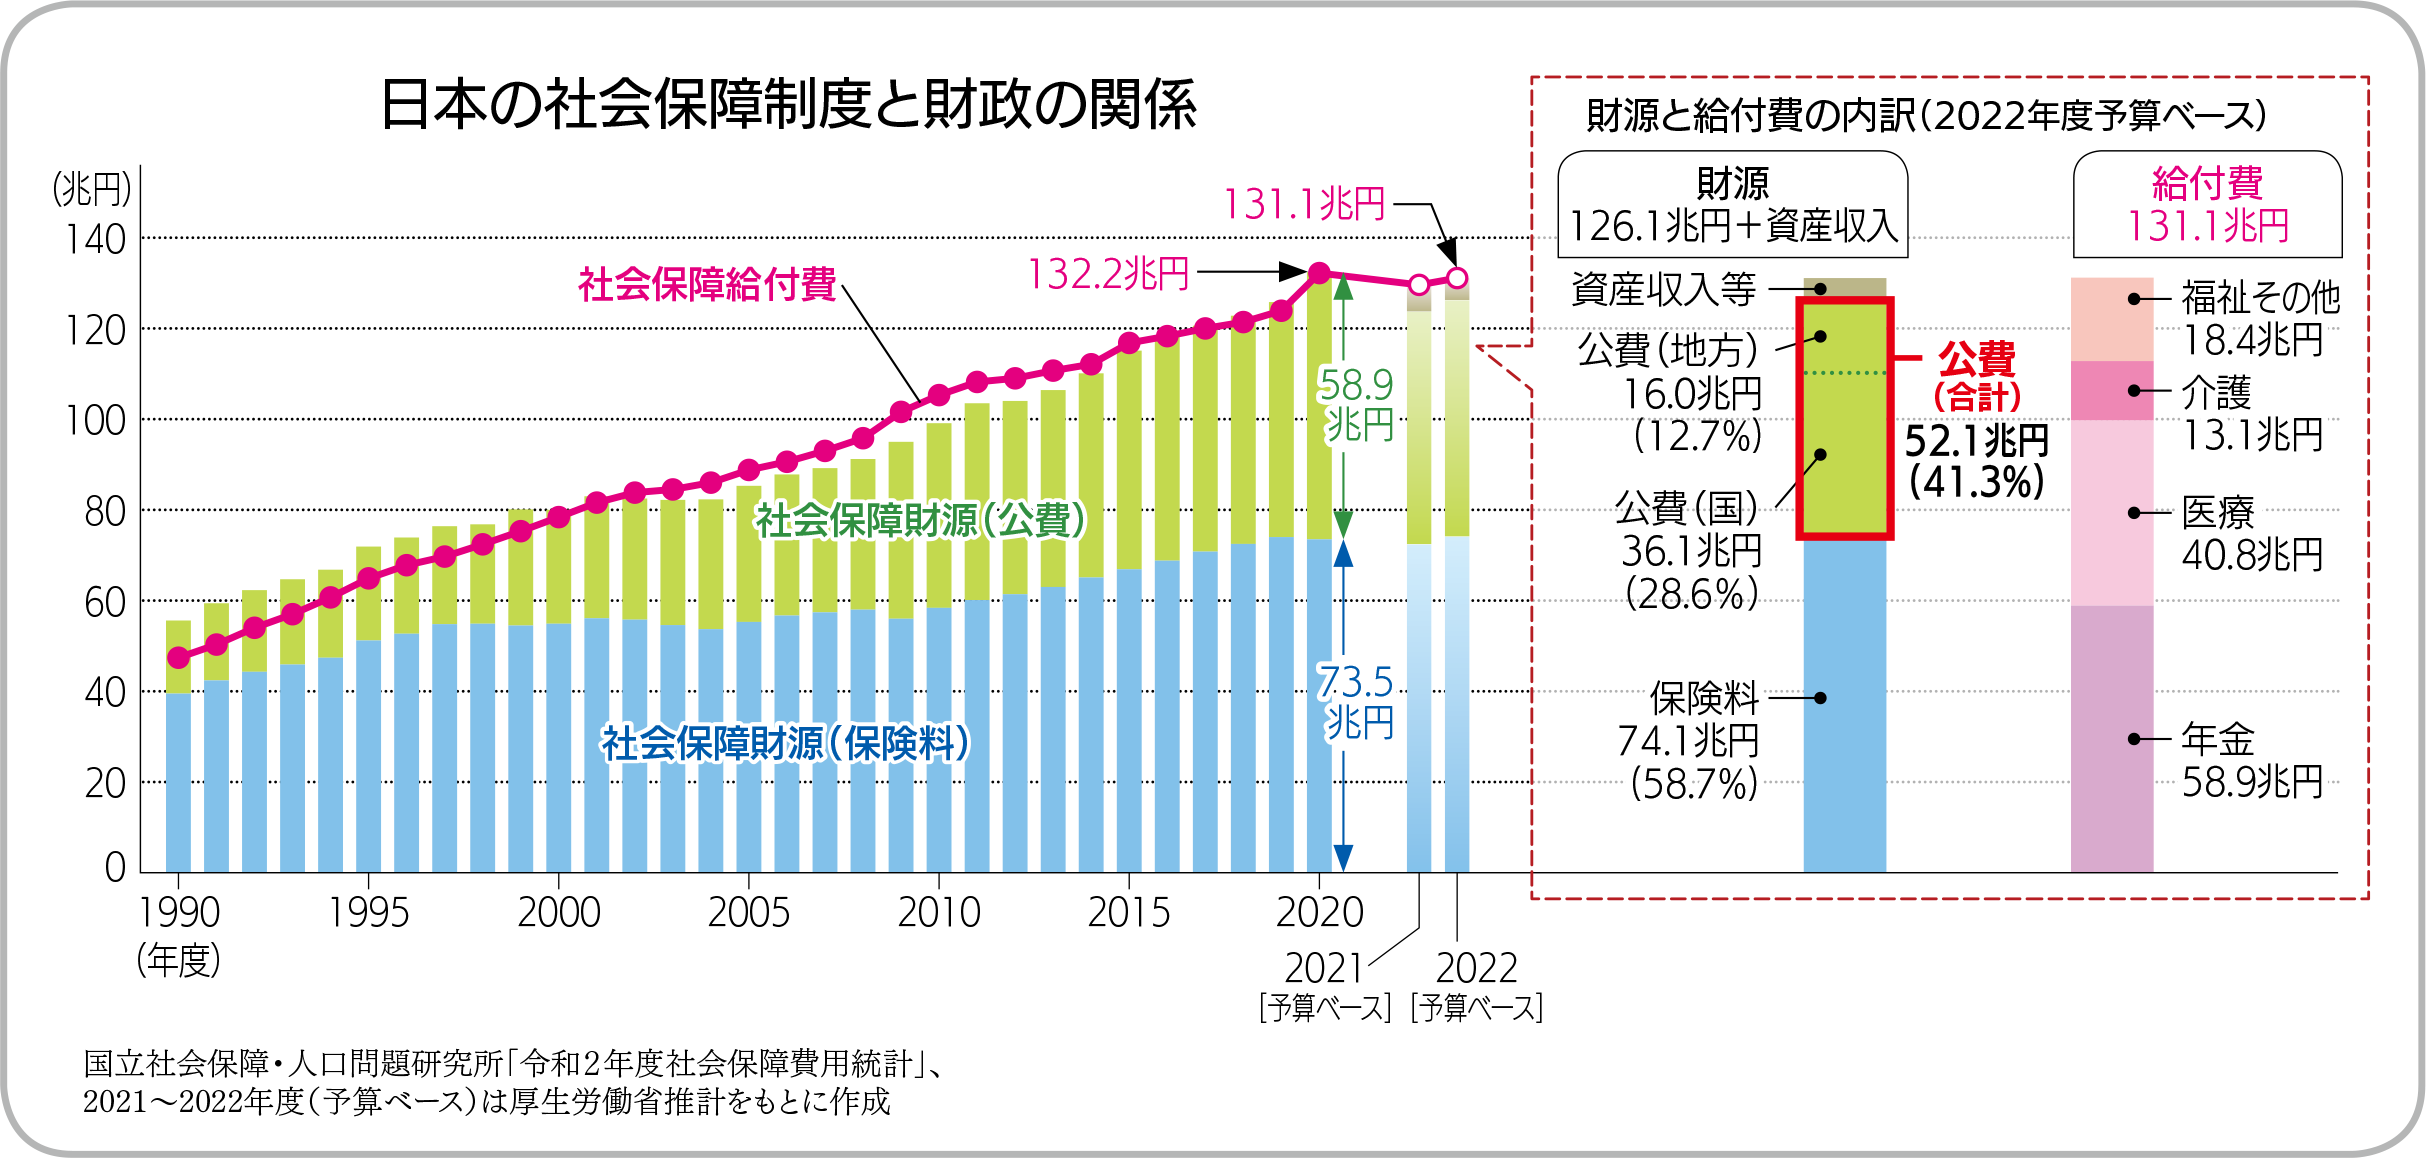 日本の社会保障制度と財政の関係
(兆円)
140
120
100
80
60
40
20
0
社会保障給付費
132.2兆円
131.1兆円
58.9
兆円
社会保障財源(公費)
73.5
兆円
社会保障財源(保険料)
1990
1995
2000
2005
2010
2015
2020
(年度)
2021
[予算ベース]
2022
[予算ベース]
財源と給付費の内訳(2022年度予算ベース)
財源
126.1兆円+資産収入
資産収入等
公費(地方)
16.0兆円
(12.7%)
公費(国)
36.1兆円
(28.6%)
保険料
74.1兆円
(58.7%)
公費
(合計)
52.1兆円
(41.3%)
給付費
131.1兆円
福祉その他
18.4兆円
介護
13.1兆円
医療
40.8兆円
年金
58.9兆円
国立社会保障・人口問題研究所「令和2年度社会保障費用統計」、
2021〜2022年度(予算ベース)は厚生労働省推計をもとに作成